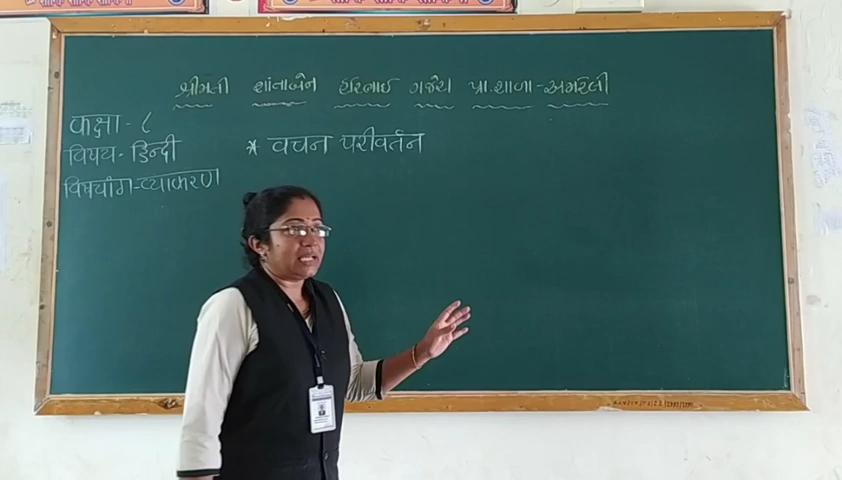 શ્રીમતી શાંતાબેન હરિબાઈ ગજેરા પ્રા.શાળા - અમરેલી
कक्षा - ८
विषय - हिन्दी
* वचन परीवर्तन
विषयांग - व्याकरण